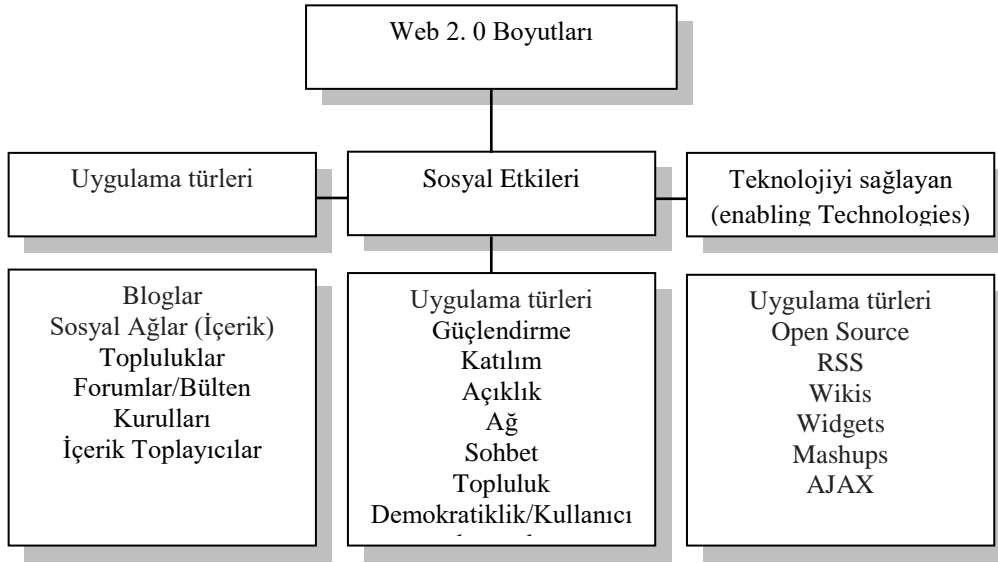 Web 2. 0 Boyutları
Uygulama türleri
Sosyal Etkileri
Teknolojiyi sağlayan
(enabling Technologies)
Bloglar
Sosyal Ağlar (İçerik)
Topluluklar
Forumlar/Bülten
Kurulları
İçerik Toplayıcılar
Uygulama türleri
Güçlendirme
Katılım
Açıklık
Ağ
Sohbet
Topluluk
Demokratiklik/Kullanıcı
Uygulama türleri
Open Source
RSS
Wikis
Widgets
Mashups
AJAX